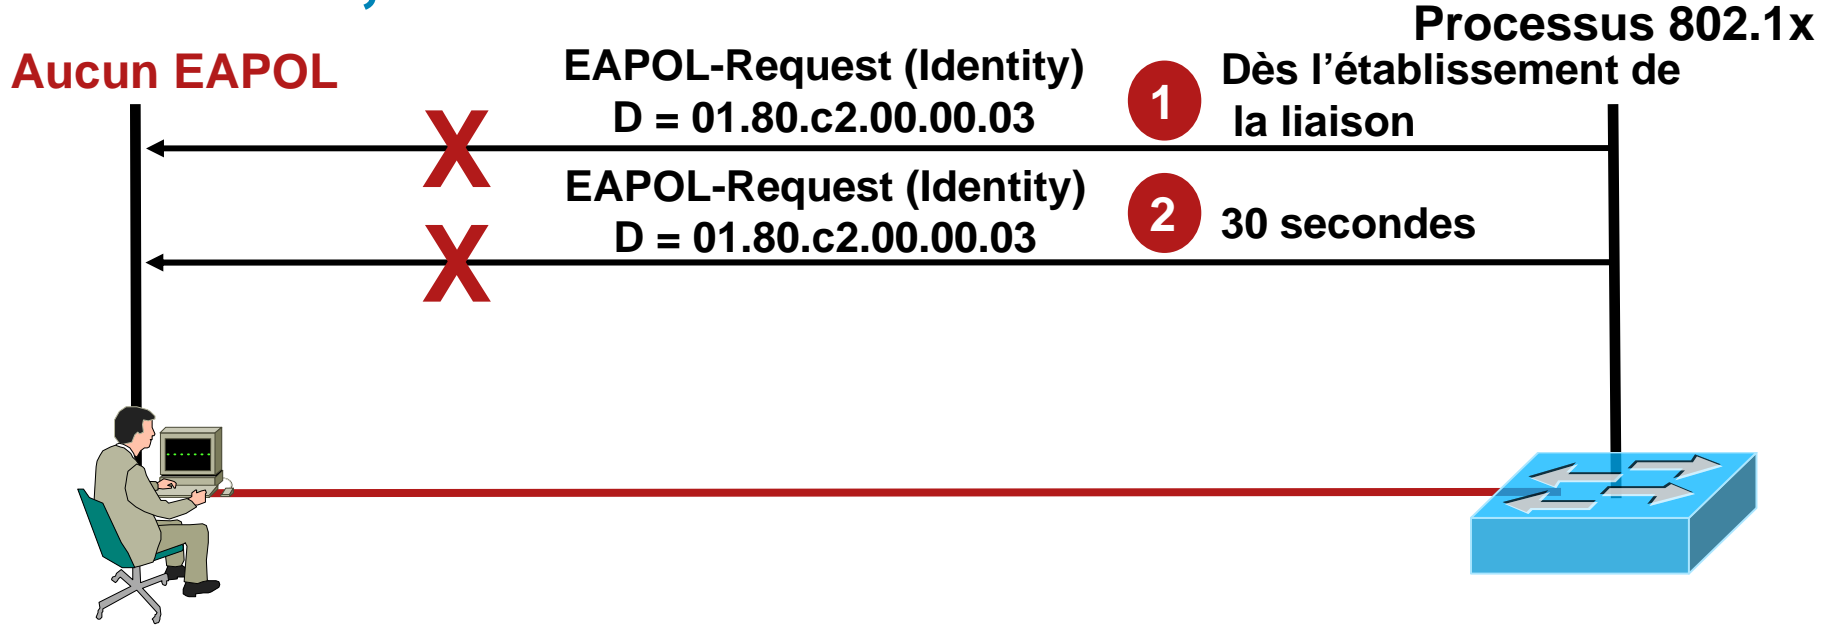 Processus 802.1x
Aucun EAPOL
EAPOL-Request (Identity)
D = 01.80.c2.00.00.03
1
Dès l’établissement de
la liaison
X
EAPOL-Request (Identity)
D = 01.80.c2.00.00.03
2
30 secondes
X